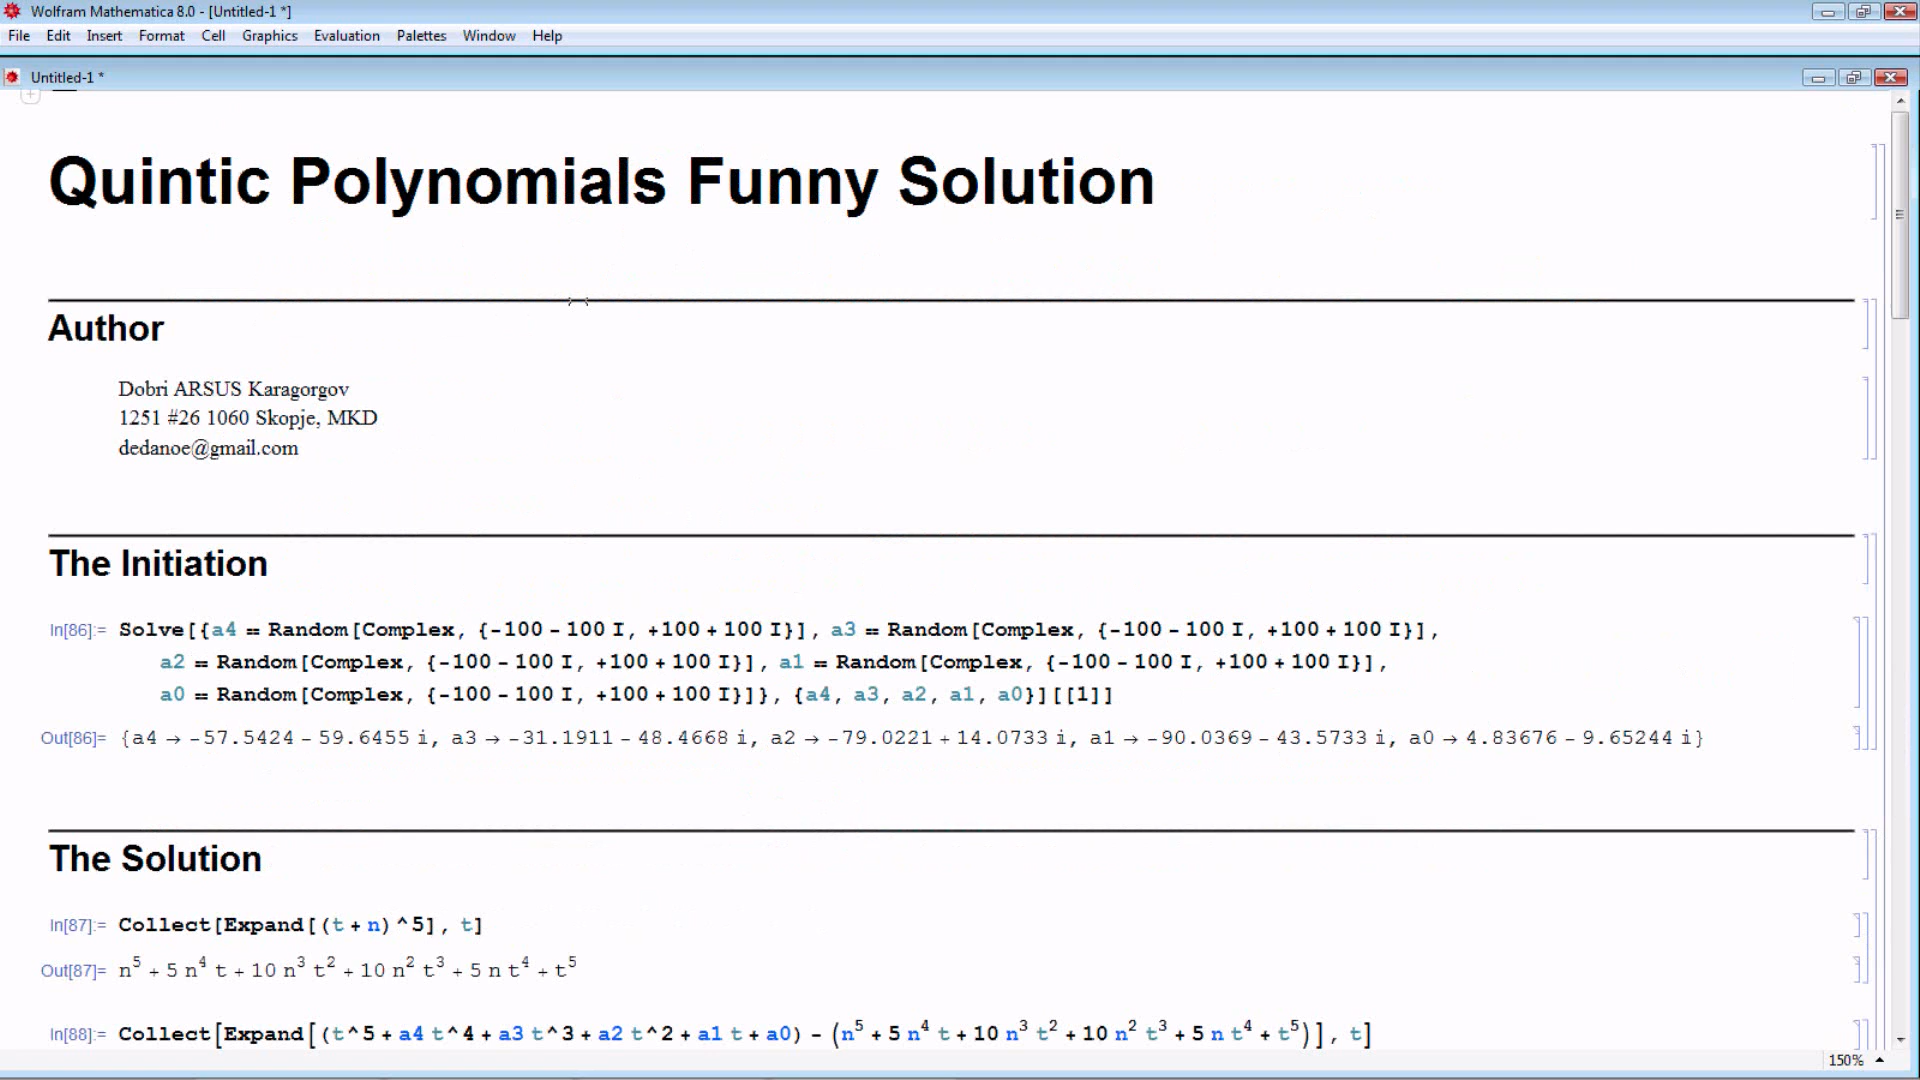 Wolfram Mathematica 8.0 - [Untitled-1 *]
File Edit Insert Format Cell Graphics Evaluation Palettes Window Help
Untitled-1 *
Quintic Polynomials Funny Solution
Author
Dobri ARSUS Karagorgov
1251 #26 1060 Skopje, MKD
dedanoe@gmail.com
The Initiation
In[86]:= Solve[{a4 == Random[Complex, {-100 - 100 I, +100 + 100 I}], a3 == Random[Complex, {-100 - 100 I, +100 + 100 I}],
a2 == Random[Complex, {-100 - 100 I, +100 + 100 I}], a1 == Random[Complex, {-100 - 100 I, +100 + 100 I}],
a0 == Random[Complex, {-100 - 100 I, +100 + 100 I}]}, {a4, a3, a2, a1, a0}][[1]]
Out[86]= {a4 → -57.5424 - 59.6455 i, a3 → -31.1911 - 48.4668 i, a2 → -79.0221 + 14.0733 i, a1 → -90.0369 - 43.5733 i, a0 → 4.83676 - 9.65244 i}
The Solution
In[87]:= Collect[Expand[(t + n)^5], t]
Out[87]= n⁵ + 5 n⁴ t + 10 n³ t² + 10 n² t³ + 5 n t⁴ + t⁵
In[88]:= Collect[Expand[(t^5 + a4 t^4 + a3 t^3 + a2 t^2 + a1 t + a0) - (n⁵ + 5 n⁴ t + 10 n³ t² + 10 n² t³ + 5 n t⁴ + t⁵)], t]
150%